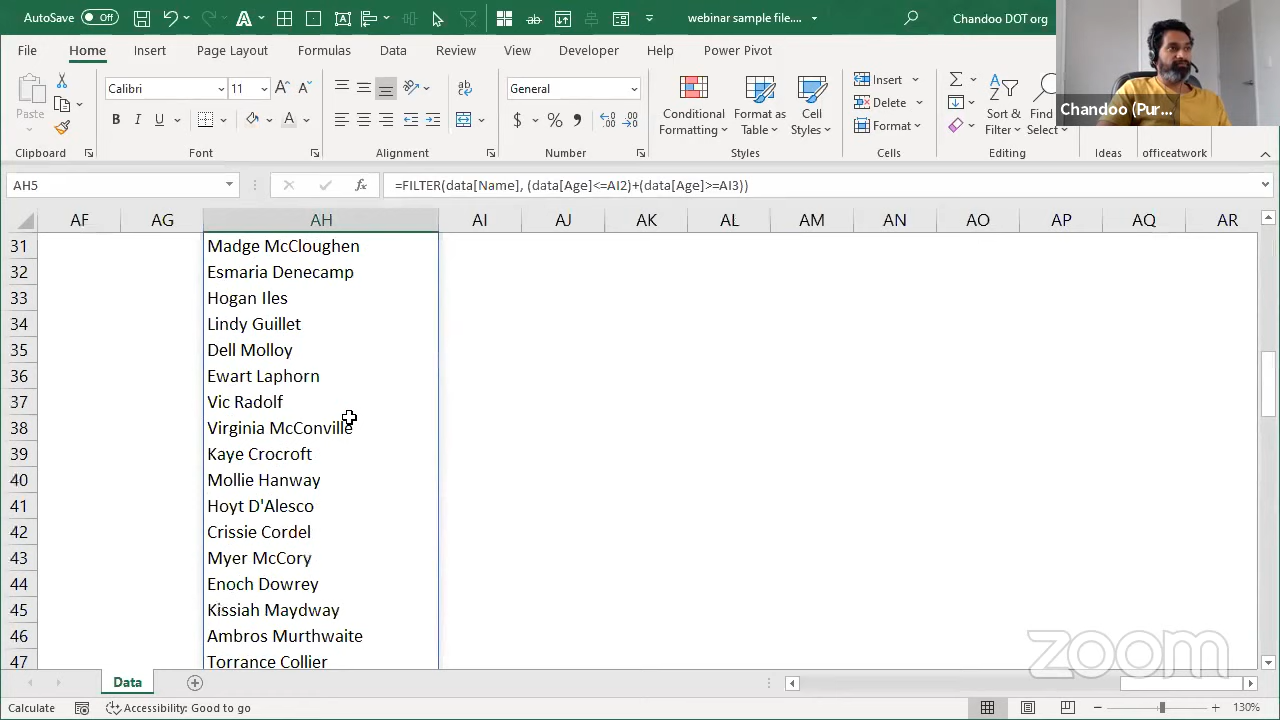 AutoSave Off webinar sample file.... Chandoo DOT org
File Home Insert Page Layout Formulas Data Review View Developer Help Power Pivot
Calibri 11 General Insert
Paste Conditional Formatting Format as Table Cell Styles Delete Sort & Filter Find Select
Format
Clipboard Font Alignment Number Styles Cells Editing Ideas officeatwork
Chandoo (Pur...
AH5 fx =FILTER(data[Name], (data[Age]<=AI2)+(data[Age]>=AI3))
AF AG AH AI AJ AK AL AM AN AO AP AQ AR
31 Madge McCloughen
32 Esmaria Denecamp
33 Hogan Iles
34 Lindy Guillet
35 Dell Molloy
36 Ewart Laphorn
37 Vic Radolf
38 Virginia McConville
39 Kaye Crocroft
40 Mollie Hanway
41 Hoyt D'Alesco
42 Crissie Cordel
43 Myer McCory
44 Enoch Dowrey
45 Kissiah Maydway
46 Ambros Murthwaite
47 Torrance Collier
zoom
Data
Calculate Accessibility: Good to go 130%